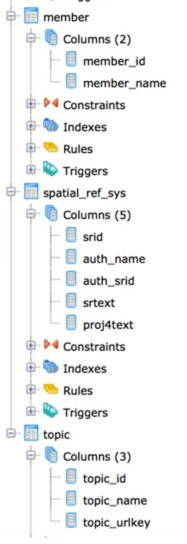 member
Columns (2)
member_id
member_name
Constraints
Indexes
Rules
Triggers
spatial_ref_sys
Columns (5)
srid
auth_name
auth_srid
srtext
proj4text
Constraints
Indexes
Rules
Triggers
topic
Columns (3)
topic_id
topic_name
topic_urlkey